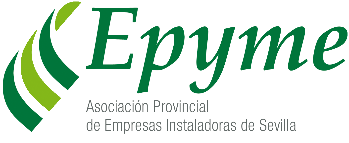 Epyme
Asociación Provincial
de Empresas Instaladoras de Sevilla